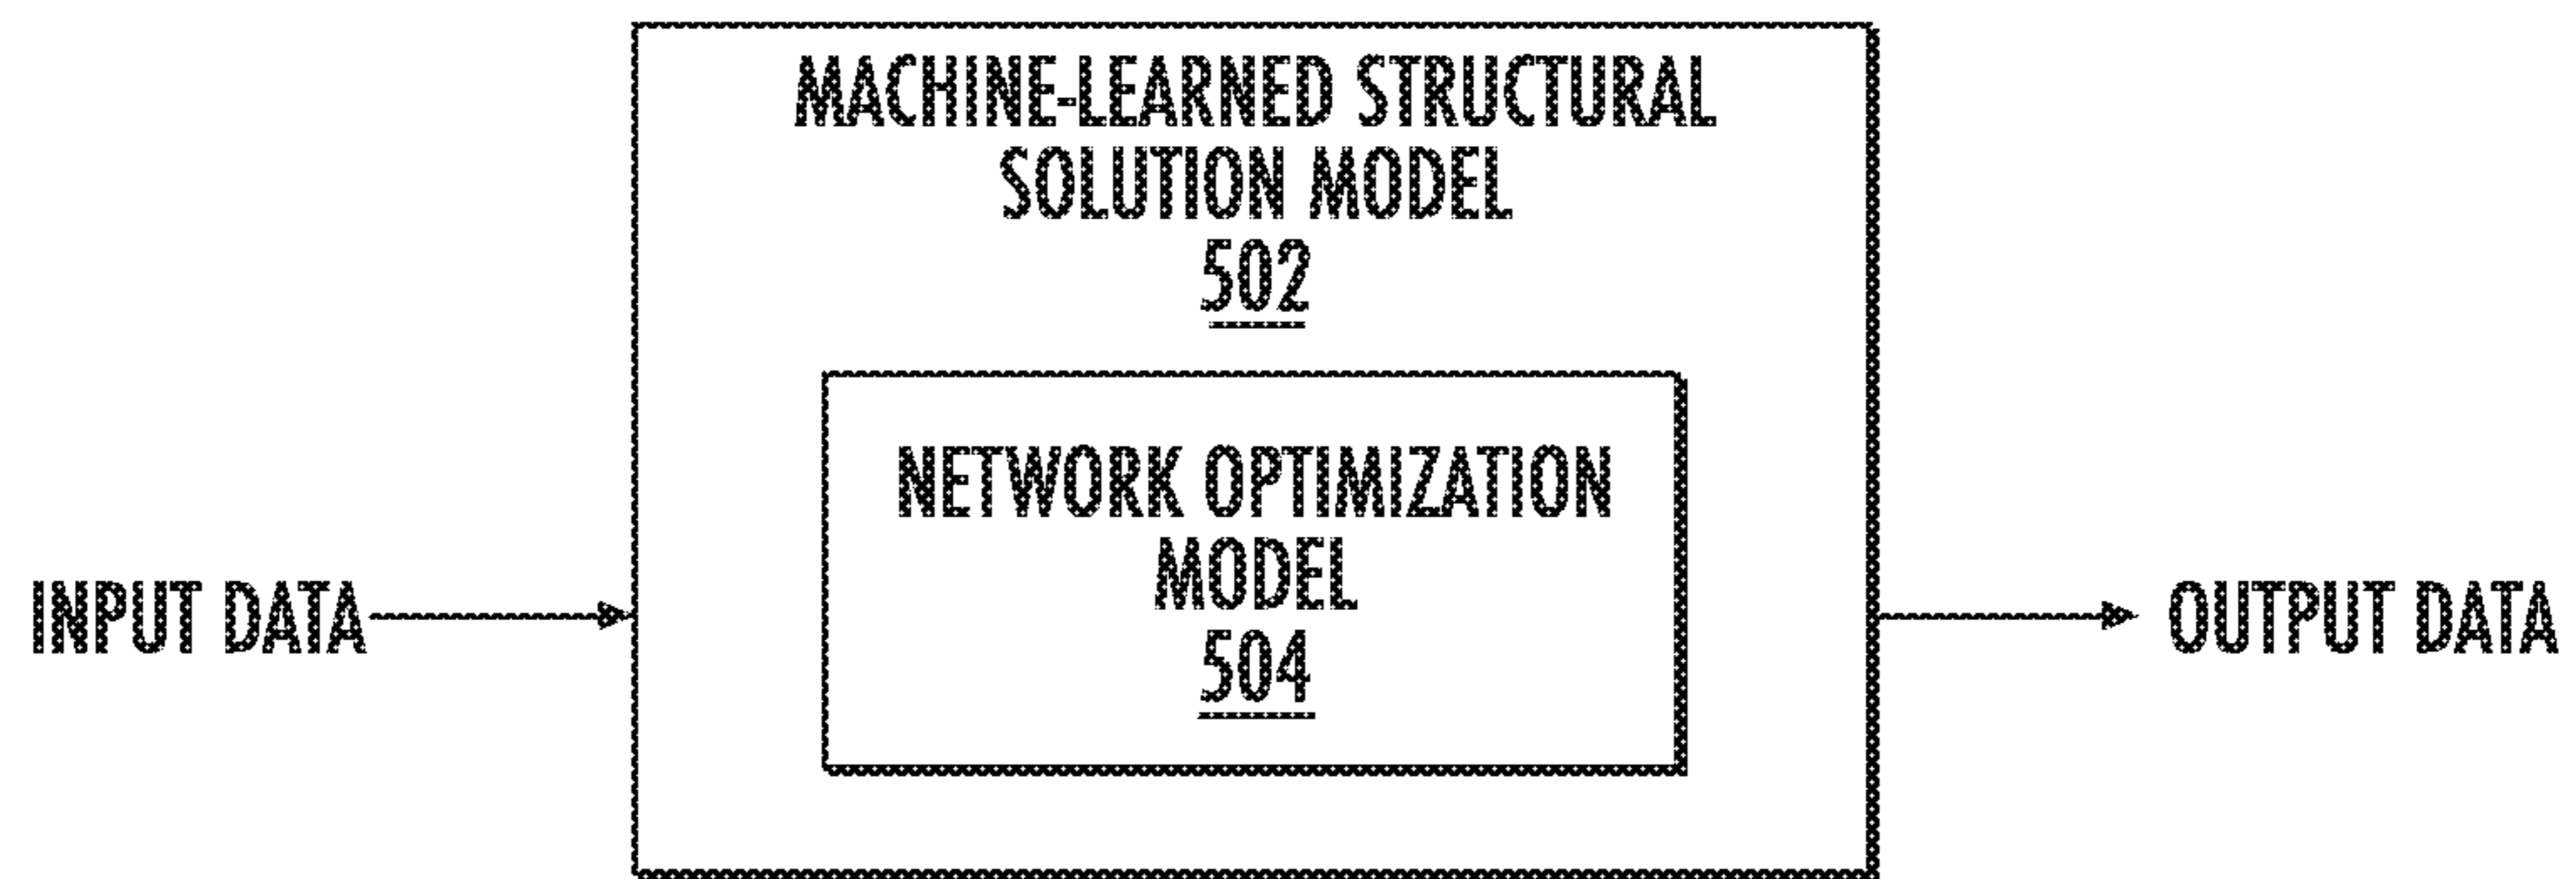 MACHINE-LEARNED STRUCTURAL
SOLUTION MODEL
502
NETWORK OPTIMIZATION
MODEL
504
INPUT DATA
OUTPUT DATA